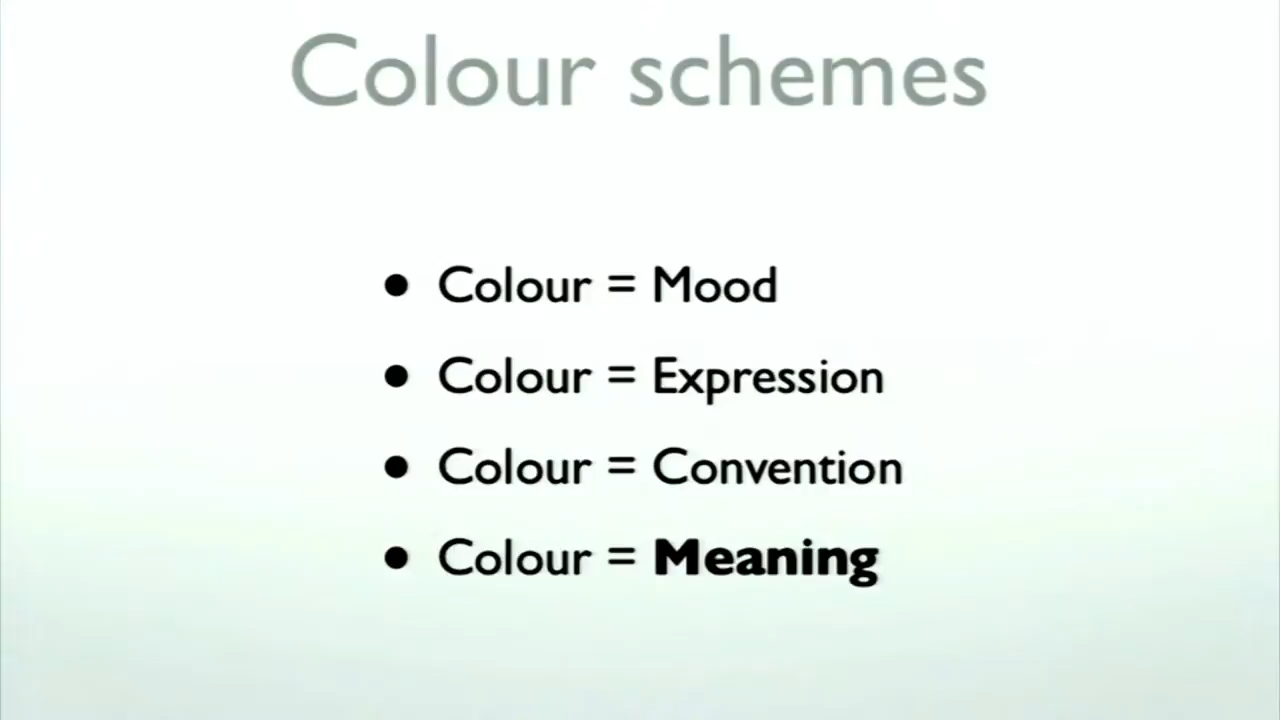 Colour schemes
• Colour = Mood
• Colour = Expression
• Colour = Convention
• Colour = Meaning